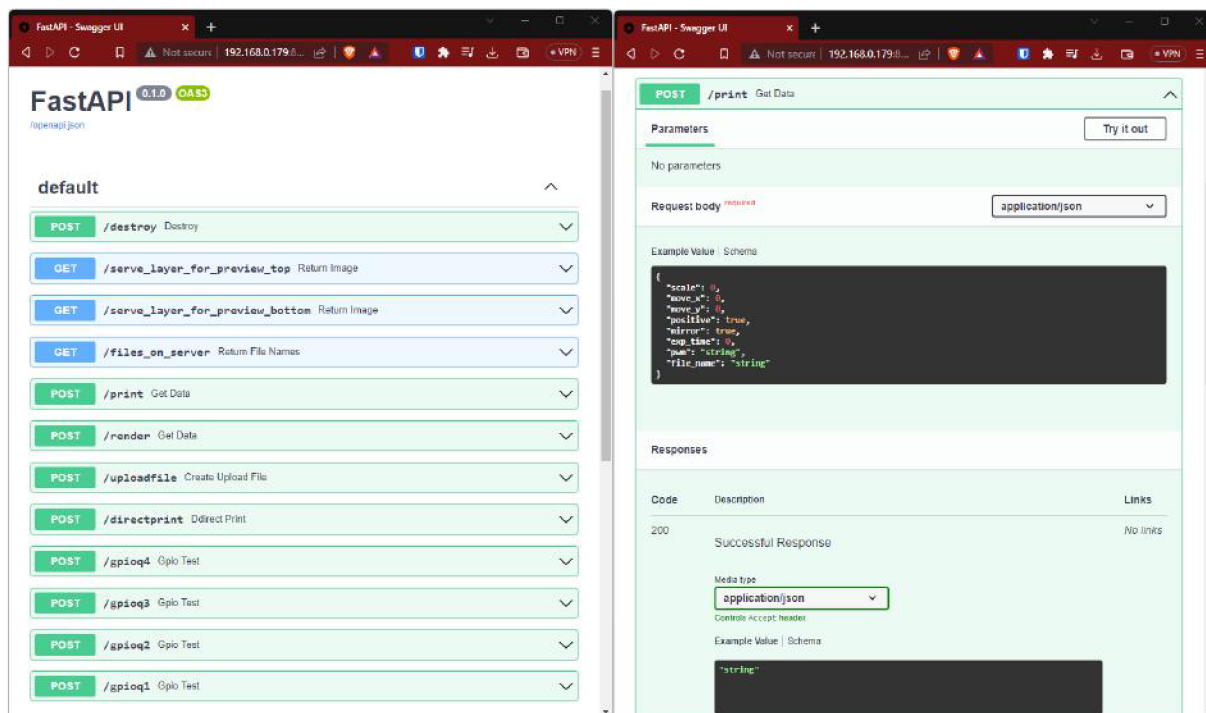 FastAPI - Swagger UI
Not secure 192.168.0.179:8... VPN
FastAPI 0.1.0 OAS3
/openapi.json
default
POST /destroy Destroy
GET /serve_layer_for_preview_top Return Image
GET /serve_layer_for_preview_bottom Return Image
GET /files_on_server Return File Names
POST /print Get Data
POST /render Get Data
POST /uploadfile Create Upload File
POST /directprint Ddirect Print
POST /gpioq4 Gpio Test
POST /gpioq3 Gpio Test
POST /gpioq2 Gpio Test
POST /gpioq1 Gpio Test
FastAPI - Swagger UI
Not secure 192.168.0.179:8... VPN
POST /print Get Data
Parameters Try it out
No parameters
Request body required application/json
Example Value | Schema
{
"scale": 0,
"move_x": 0,
"move_y": 0,
"positive": true,
"mirror": true,
"exp_time": 0,
"pwm": "string",
"file_name": "string"
}
Responses
Code Description Links
200 No links
Successful Response
Media type
application/json
Controls Accept header.
Example Value | Schema
"string"